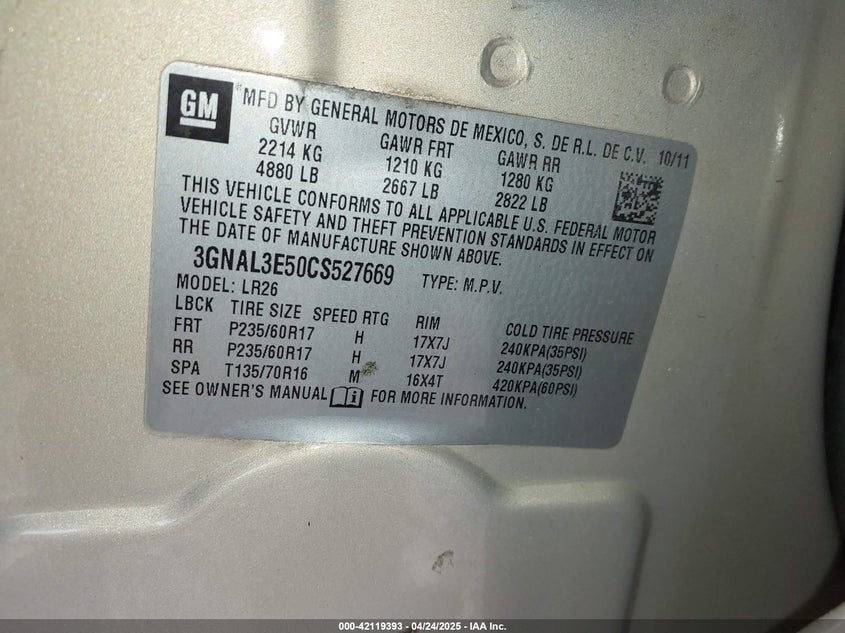 GM
MFD BY GENERAL MOTORS DE MEXICO, S. DE R.L. DE C.V. 10/11
GVWR GAWR FRT GAWR RR
2214 KG 1210 KG 1280 KG
4880 LB 2667 LB 2822 LB
THIS VEHICLE CONFORMS TO ALL APPLICABLE U.S. FEDERAL MOTOR
VEHICLE SAFETY AND THEFT PREVENTION STANDARDS IN EFFECT ON
THE DATE OF MANUFACTURE SHOWN ABOVE.
3GNAL3E50CS527669 TYPE: M.P.V.
MODEL: LR26
LBCK TIRE SIZE SPEED RTG RIM COLD TIRE PRESSURE
FRT P235/60R17 H 17X7J 240KPA(35PSI)
RR P235/60R17 H 17X7J 240KPA(35PSI)
SPA T135/70R16 M 16X4T 420KPA(60PSI)
SEE OWNER'S MANUAL FOR MORE INFORMATION.
000-42119393 - 04/24/2025 - IAA Inc.